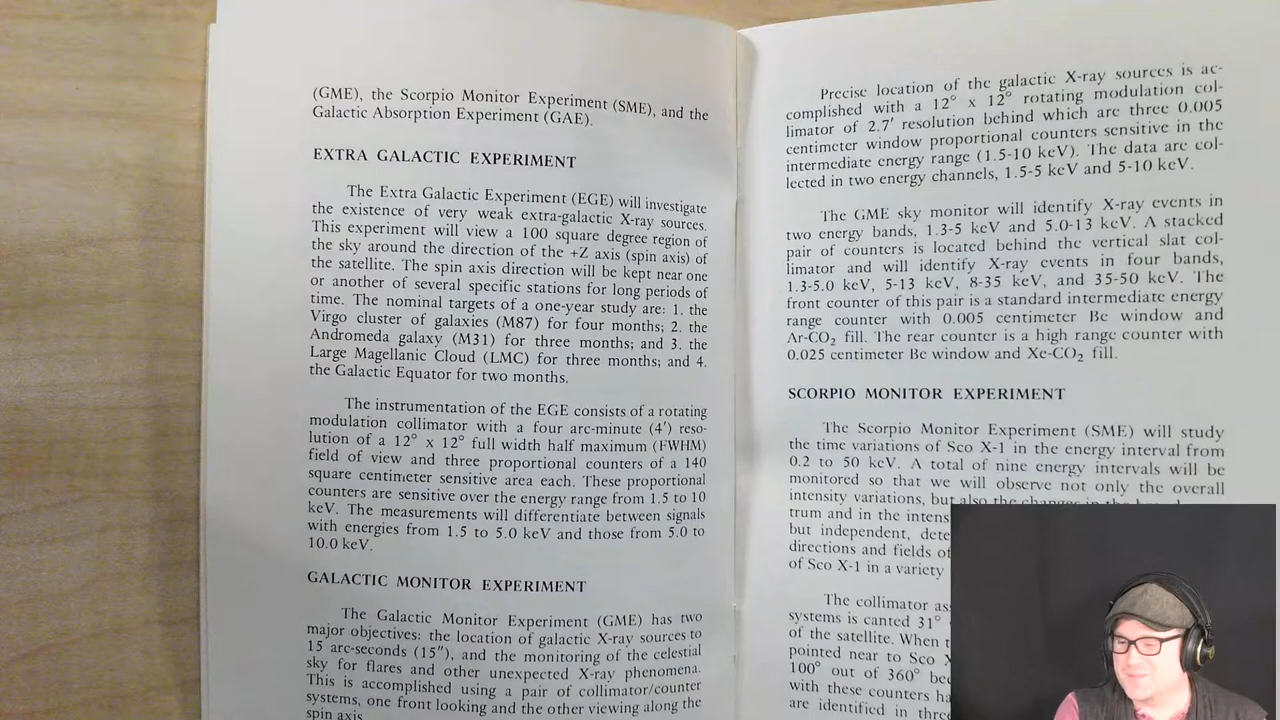 (GME), the Scorpio Monitor Experiment (SME), and the
Galactic Absorption Experiment (GAE).
EXTRA GALACTIC EXPERIMENT
The Extra Galactic Experiment (EGE) will investigate
the existence of very weak extra-galactic X-ray sources.
This experiment will view a 100 square degree region of
the sky around the direction of the +Z axis (spin axis) of
the satellite. The spin axis direction will be kept near one
or another of several specific stations for long periods of
time. The nominal targets of a one-year study are: 1. the
Virgo cluster of galaxies (M87) for four months; 2. the
Andromeda galaxy (M31) for three months; and 3. the
Large Magellanic Cloud (LMC) for three months; and 4.
the Galactic Equator for two months.
The instrumentation of the EGE consists of a rotating
modulation collimator with a four arc-minute (4′) reso-
lution of a 12° x 12° full width half maximum (FWHM)
field of view and three proportional counters of a 140
square centimeter sensitive area each. These proportional
counters are sensitive over the energy range from 1.5 to 10
keV. The measurements will differentiate between signals
with energies from 1.5 to 5.0 keV and those from 5.0 to
10.0 keV.
GALACTIC MONITOR EXPERIMENT
The Galactic Monitor Experiment (GME) has two
major objectives: the location of galactic X-ray sources to
15 arc-seconds (15″), and the monitoring of the celestial
sky for flares and other unexpected X-ray phenomena.
This is accomplished using a pair of collimator/counter
systems, one front looking and the other viewing along the
spin axis
Precise location of the galactic X-ray sources is ac-
complished with a 12° x 12° rotating modulation col-
limator of 2.7′ resolution behind which are three 0.005
centimeter window proportional counters sensitive in the
intermediate energy range (1.5-10 keV). The data are col-
lected in two energy channels, 1.5-5 keV and 5-10 keV.
The GME sky monitor will identify X-ray events in
two energy bands, 1.3-5 keV and 5.0-13 keV. A stacked
pair of counters is located behind the vertical slat col-
limator and will identify X-ray events in four bands,
1.3-5.0 keV, 5-13 keV, 8-35 keV, and 35-50 keV. The
front counter of this pair is a standard intermediate energy
range counter with 0.005 centimeter Be window and
Ar-CO₂ fill. The rear counter is a high range counter with
0.025 centimeter Be window and Xe-CO₂ fill.
SCORPIO MONITOR EXPERIMENT
The Scorpio Monitor Experiment (SME) will study
the time variations of Sco X-1 in the energy interval from
0.2 to 50 keV. A total of nine energy intervals will be
monitored so that we will observe not only the overall
intensity variations, but also the changes in the
trum and in the intens
but independent, dete
directions and fields of
of Sco X-1 in a variety
The collimator as
systems is canted 31°
of the satellite. When
pointed near to Sco X
100° out of 360° bec
with these counters ha
are identified in three